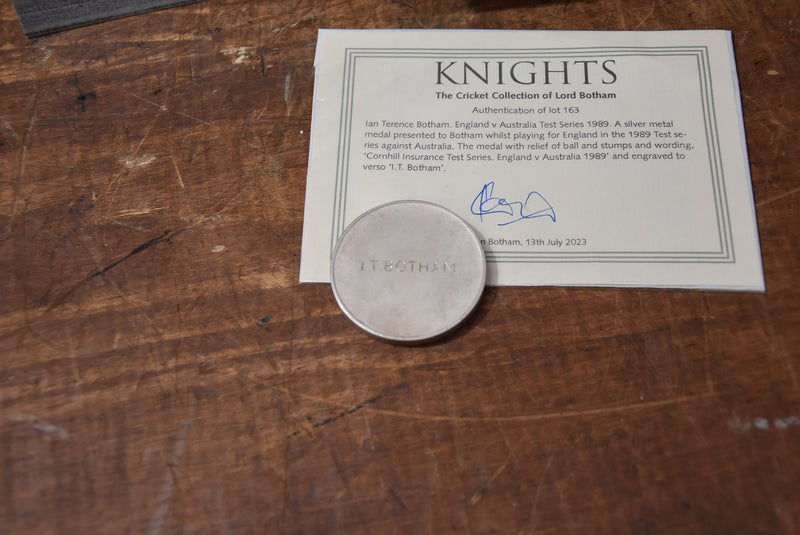 KNIGHTS
The Cricket Collection of Lord Botham
Authentication of lot 163
Ian Terence Botham. England v Australia Test Series 1989. A silver metal
medal presented to Botham whilst playing for England in the 1989 Test se-
ries against Australia. The medal with relief of ball and stumps and wording,
'Cornhill Insurance Test Series. England v Australia 1989' and engraved to
verso 'I.T. Botham'.
n Botham, 13th July 2023
I.T.BOTHAM